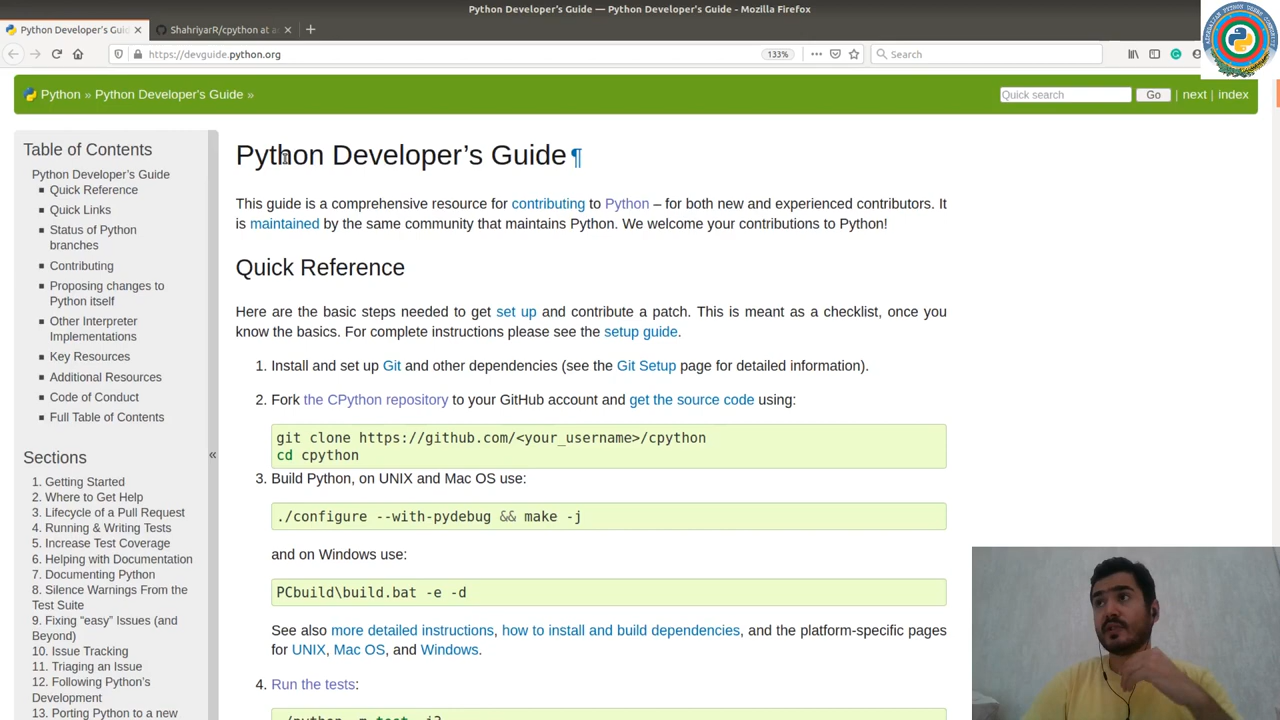 Python Developer's Guide — Python Developer's Guide - Mozilla Firefox
Python Developer's Guid
ShahriyarR/cpython at a
https://devguide.python.org
133%
Search
Python » Python Developer's Guide »
Quick search
Go
| next | index
Table of Contents
Python Developer's Guide
Quick Reference
Quick Links
Status of Python
branches
Contributing
Proposing changes to
Python itself
Other Interpreter
Implementations
Key Resources
Additional Resources
Code of Conduct
Full Table of Contents
Sections
1. Getting Started
2. Where to Get Help
3. Lifecycle of a Pull Request
4. Running & Writing Tests
5. Increase Test Coverage
6. Helping with Documentation
7. Documenting Python
8. Silence Warnings From the
Test Suite
9. Fixing “easy” Issues (and
Beyond)
10. Issue Tracking
11. Triaging an Issue
12. Following Python's
Development
13. Porting Python to a new
«
Python Developer’s Guide¶
This guide is a comprehensive resource for contributing to Python – for both new and experienced contributors. It
is maintained by the same community that maintains Python. We welcome your contributions to Python!
Quick Reference
Here are the basic steps needed to get set up and contribute a patch. This is meant as a checklist, once you
know the basics. For complete instructions please see the setup guide.
1. Install and set up Git and other dependencies (see the Git Setup page for detailed information).
2. Fork the CPython repository to your GitHub account and get the source code using:
git clone https://github.com/<your_username>/cpython
cd cpython
3. Build Python, on UNIX and Mac OS use:
./configure --with-pydebug && make -j
and on Windows use:
PCbuild\build.bat -e -d
See also more detailed instructions, how to install and build dependencies, and the platform-specific pages
for UNIX, Mac OS, and Windows.
4. Run the tests:
./python -m test -j3
AZERBAIJAN PYTHON USERS COMMUNITY